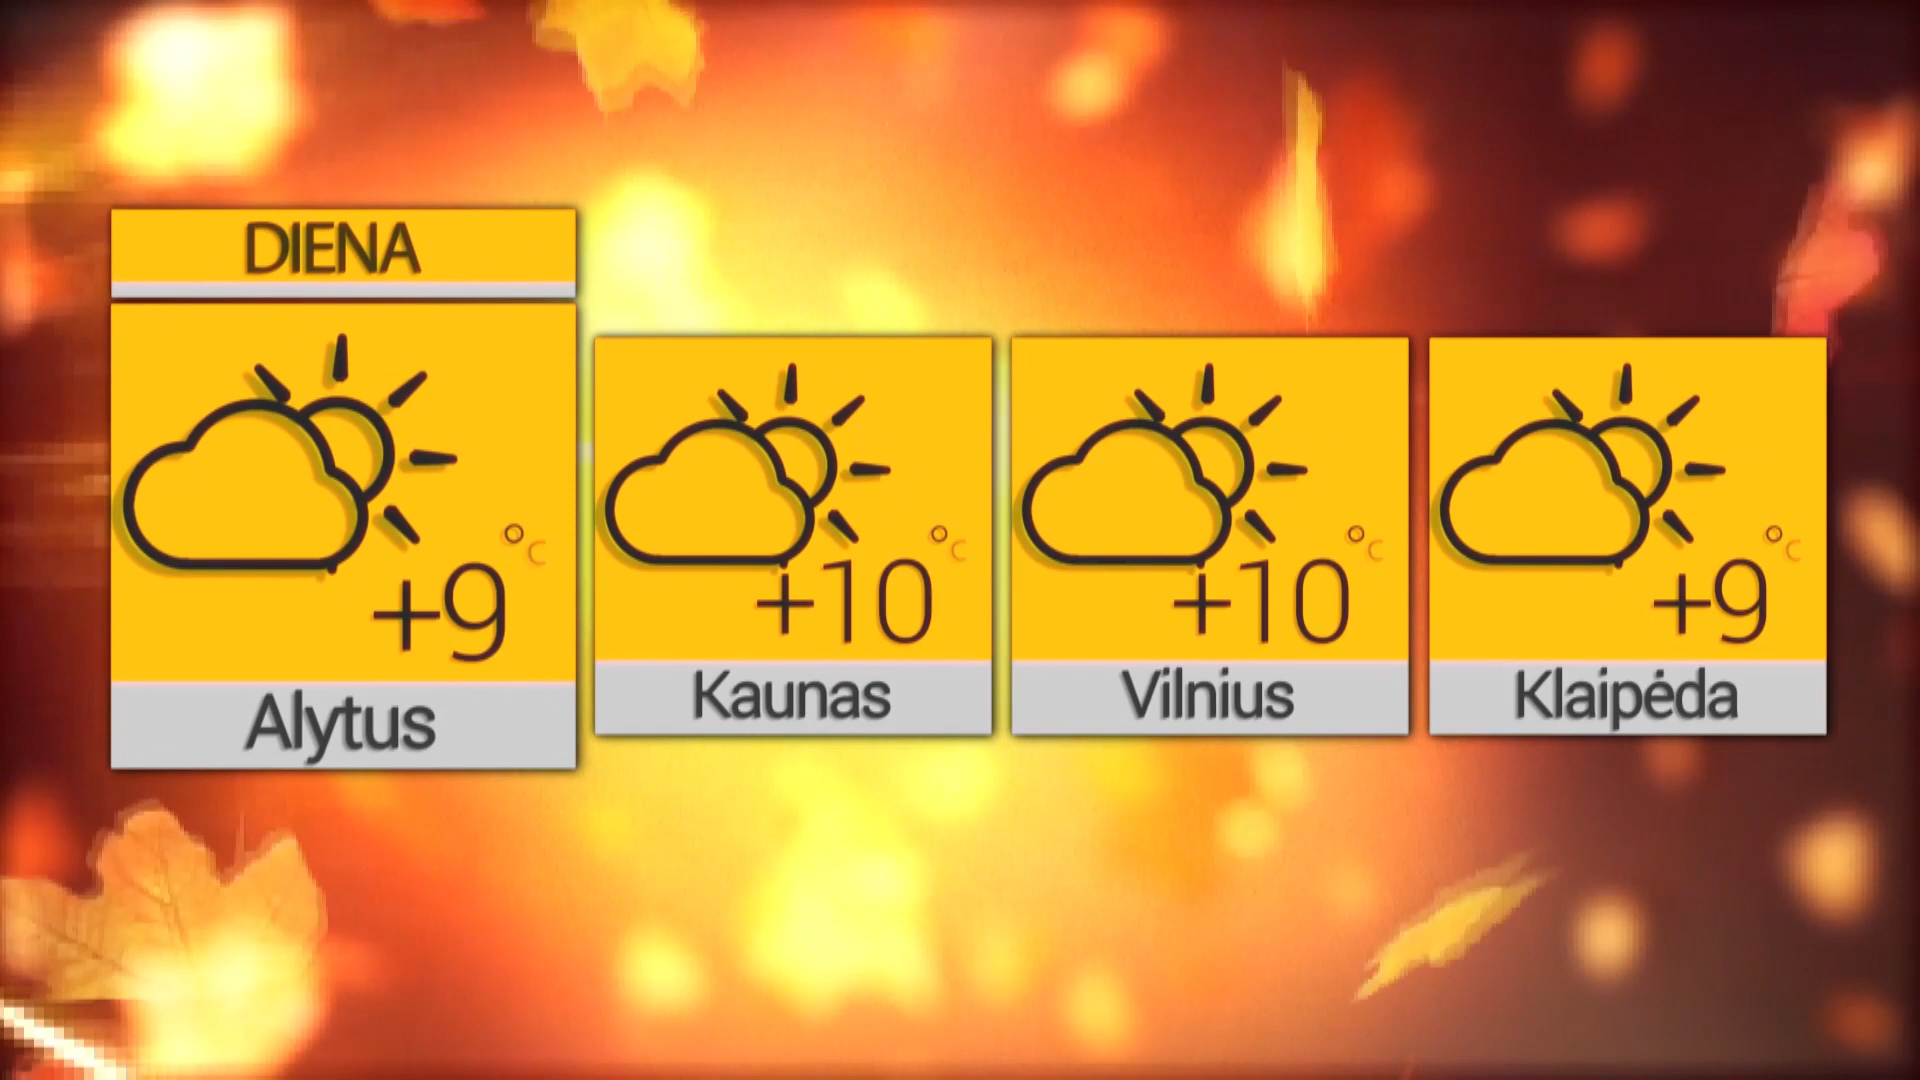 DIENA
+9 °C
Alytus
+10 °C
Kaunas
+10 °C
Vilnius
+9 °C
Klaipėda